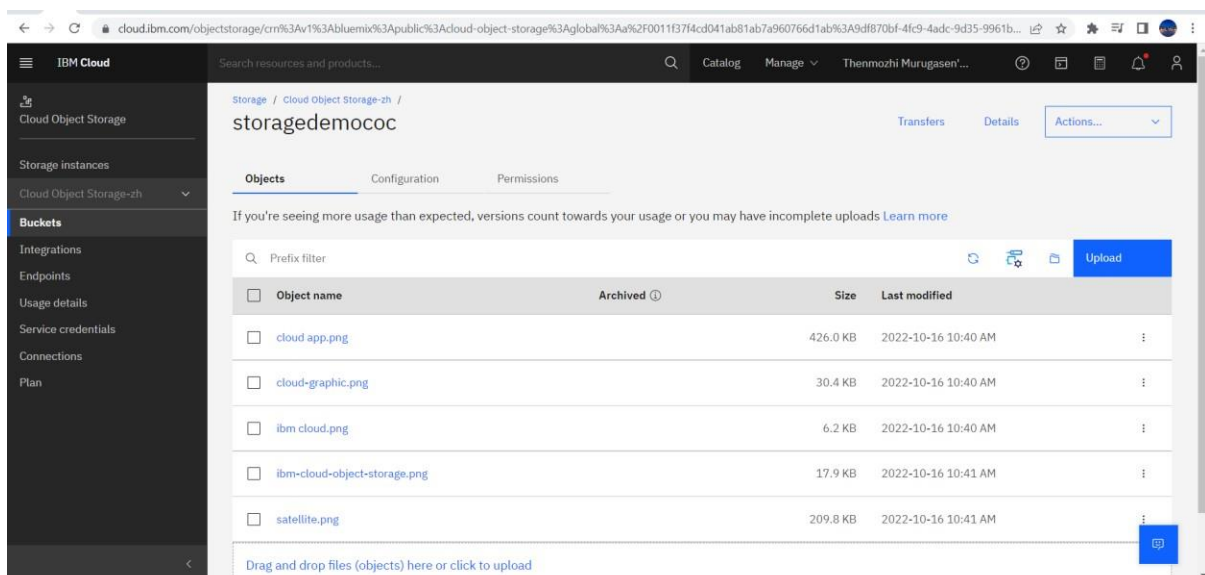 cloud.ibm.com/objectstorage/crn%3Av1%3Abluemix%3Apublic%3Acloud-object-storage%3Aglobal%3Aa%2F0011f37f4cd041ab81ab7a960766d1ab%3A9df870bf-4fc9-4adc-9d35-9961b...
IBM Cloud
Search resources and products...
Catalog
Manage
Thenmozhi Murugasen'...
Cloud Object Storage
Storage instances
Cloud Object Storage-zh
Buckets
Integrations
Endpoints
Usage details
Service credentials
Connections
Plan
Storage / Cloud Object Storage-zh /
storagedemococ
Transfers
Details
Actions...
Objects
Configuration
Permissions
If you're seeing more usage than expected, versions count towards your usage or you may have incomplete uploads Learn more
Prefix filter
Upload
Object name Archived Size Last modified
cloud app.png 426.0 KB 2022-10-16 10:40 AM
cloud-graphic.png 30.4 KB 2022-10-16 10:40 AM
ibm cloud.png 6.2 KB 2022-10-16 10:40 AM
ibm-cloud-object-storage.png 17.9 KB 2022-10-16 10:41 AM
satellite.png 209.8 KB 2022-10-16 10:41 AM
Drag and drop files (objects) here or click to upload